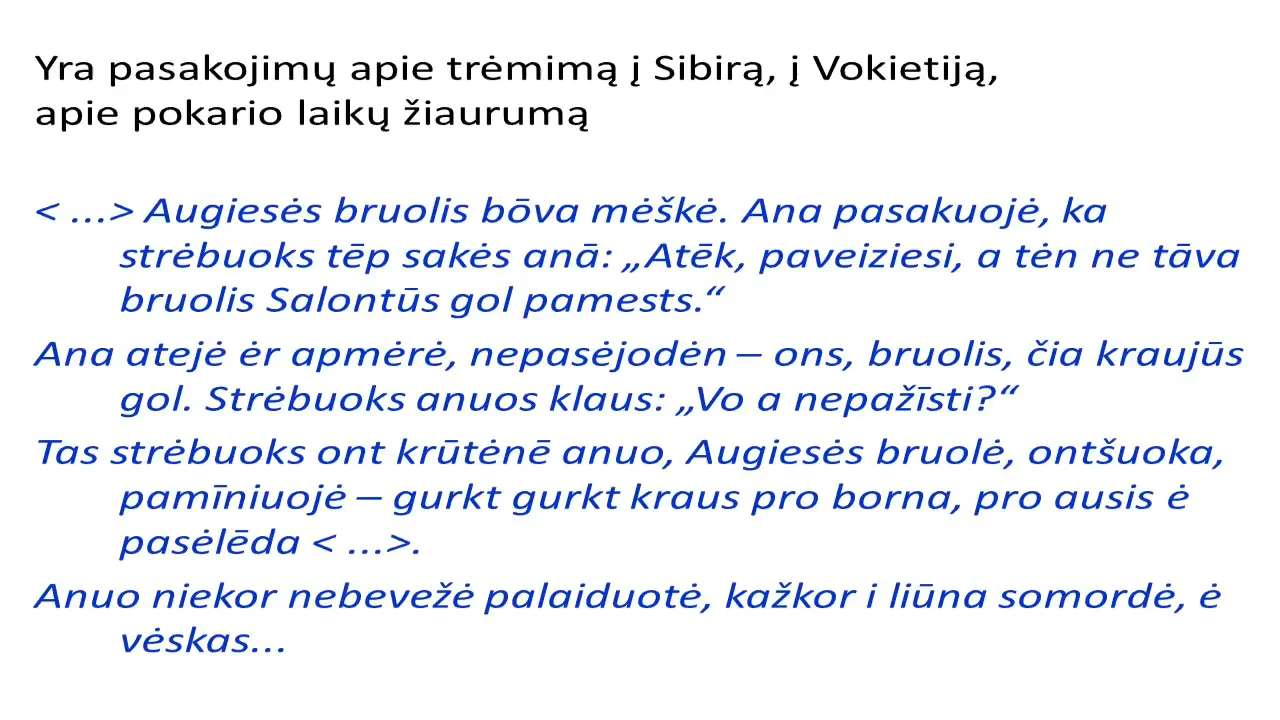 Yra pasakojimų apie trėmimą į Sibirą, į Vokietiją,
apie pokario laikų žiaurumą
< ...> Augiesės bruolis bōva mėškė. Ana pasakuojė, ka
strėbuoks tēp sakės anā: „Atēk, paveiziesi, a tėn ne tāva
bruolis Salontūs gol pamests.“
Ana atejė ėr apmėrė, nepasėjodėn – ons, bruolis, čia kraujūs
gol. Strėbuoks anuos klaus: „Vo a nepažīsti?“
Tas strėbuoks ont krūtėnē anuo, Augiesės bruolė, ontšuoka,
pamīniuojė – gurkt gurkt kraus pro borna, pro ausis ė
pasėlēda < ...>.
Anuo niekor nebevežė palaiduotė, kažkor i liūna somordė, ė
vėskas...